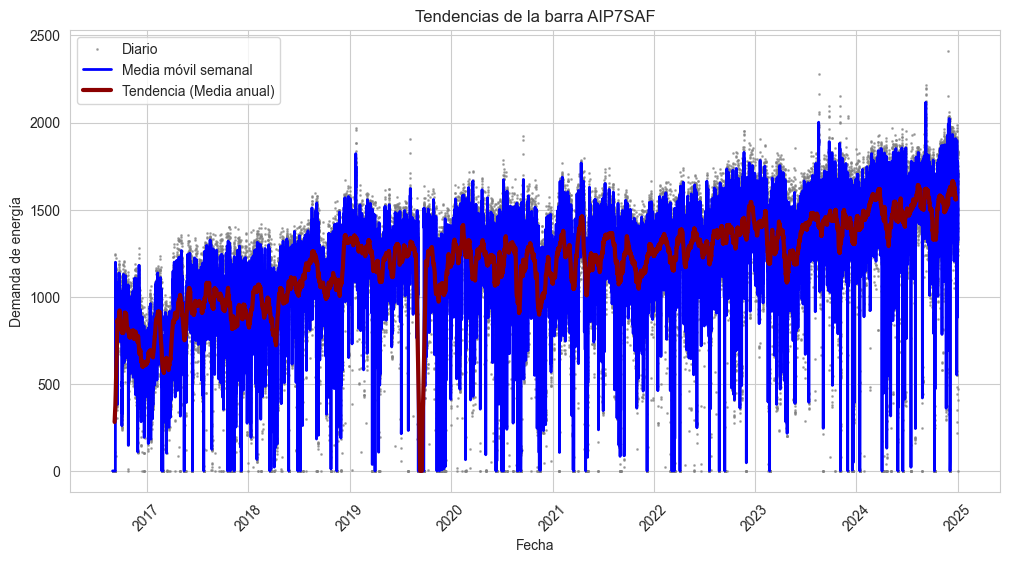 Tendencias de la barra AIP7SAF
Diario
Media móvil semanal
Tendencia (Media anual)
Demanda de energía
2500
2000
1500
1000
500
0
2017
2018
2019
2020
2021
2022
2023
2024
2025
Fecha